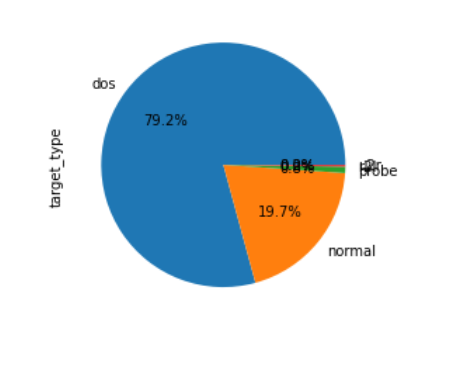 dos
79.2%
target_type
probe
19.7%
normal